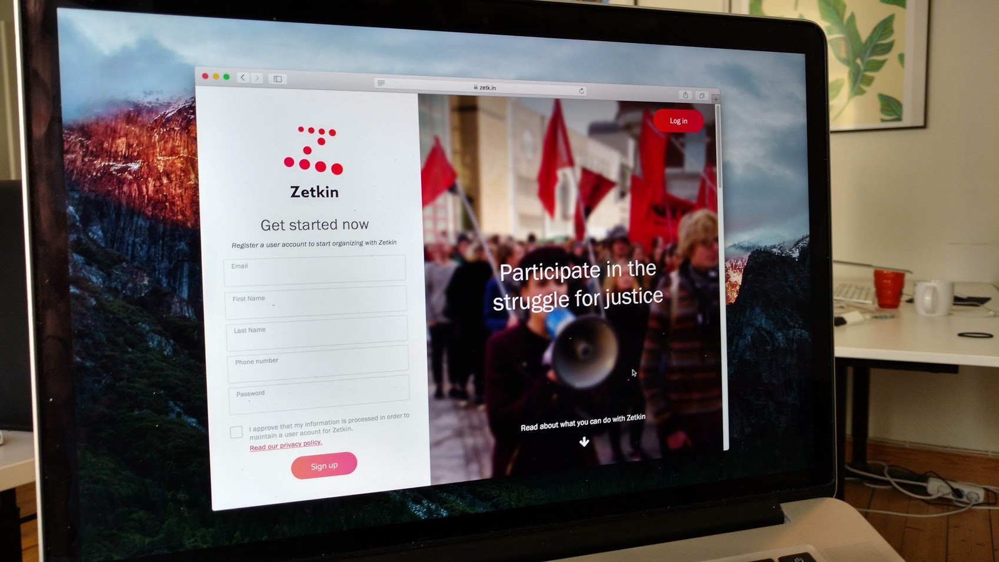 zetk.in
Zetkin
Get started now
Register a user account to start organizing with Zetkin
Email
First Name
Last Name
Phone number
Password
I approve that my information is processed in order to
maintain a user acount for Zetkin.
Read our privacy policy.
Sign up
Log in
Participate in the
struggle for justice
Read about what you can do with Zetkin